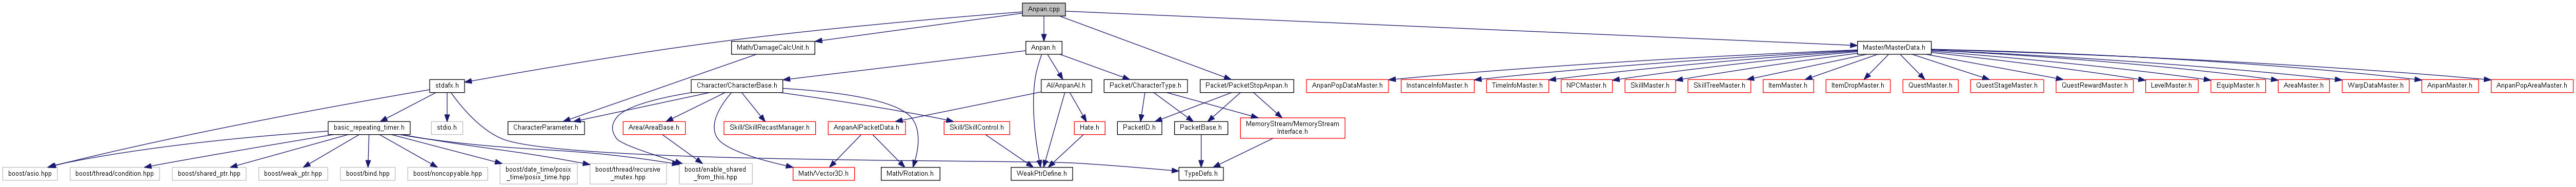 Anpan.cpp
Math/DamageCalcUnit.h
Anpan.h
Master/MasterData.h
stdafx.h
Character/CharacterBase.h
AI/AnpanAI.h
Packet/CharacterType.h
Packet/PacketStopAnpan.h
AnpanPopDataMaster.h
InstanceInfoMaster.h
TimeInfoMaster.h
NPCMaster.h
SkillMaster.h
SkillTreeMaster.h
ItemMaster.h
ItemDropMaster.h
QuestMaster.h
QuestStageMaster.h
QuestRewardMaster.h
LevelMaster.h
EquipMaster.h
AreaMaster.h
WarpDataMaster.h
AnpanMaster.h
AnpanPopAreaMaster.h
basic_repeating_timer.h
stdio.h
CharacterParameter.h
Area/AreaBase.h
Skill/SkillRecastManager.h
AnpanAIPacketData.h
Skill/SkillControl.h
Hate.h
PacketID.h
PacketBase.h
MemoryStream/MemoryStream
Interface.h
boost/asio.hpp
boost/thread/condition.hpp
boost/shared_ptr.hpp
boost/weak_ptr.hpp
boost/bind.hpp
boost/noncopyable.hpp
boost/date_time/posix
_time/posix_time.hpp
boost/thread/recursive
_mutex.hpp
boost/enable_shared
_from_this.hpp
Math/Vector3D.h
Math/Rotation.h
WeakPtrDefine.h
TypeDefs.h